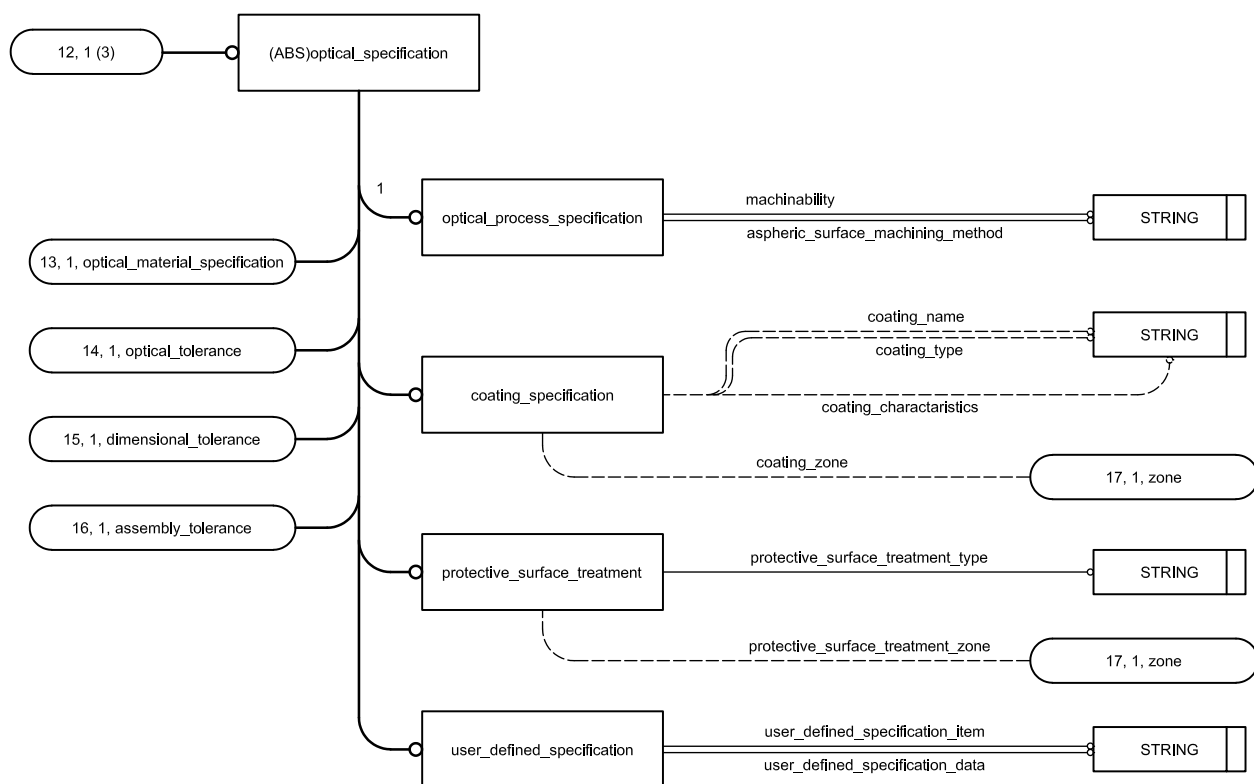 12, 1 (3)
(ABS)optical_specification
1
optical_process_specification
machinability
aspheric_surface_machining_method
STRING
13, 1, optical_material_specification
14, 1, optical_tolerance
coating_specification
coating_name
coating_type
coating_charactaristics
STRING
15, 1, dimensional_tolerance
coating_zone
17, 1, zone
16, 1, assembly_tolerance
protective_surface_treatment
protective_surface_treatment_type
STRING
protective_surface_treatment_zone
17, 1, zone
user_defined_specification
user_defined_specification_item
user_defined_specification_data
STRING